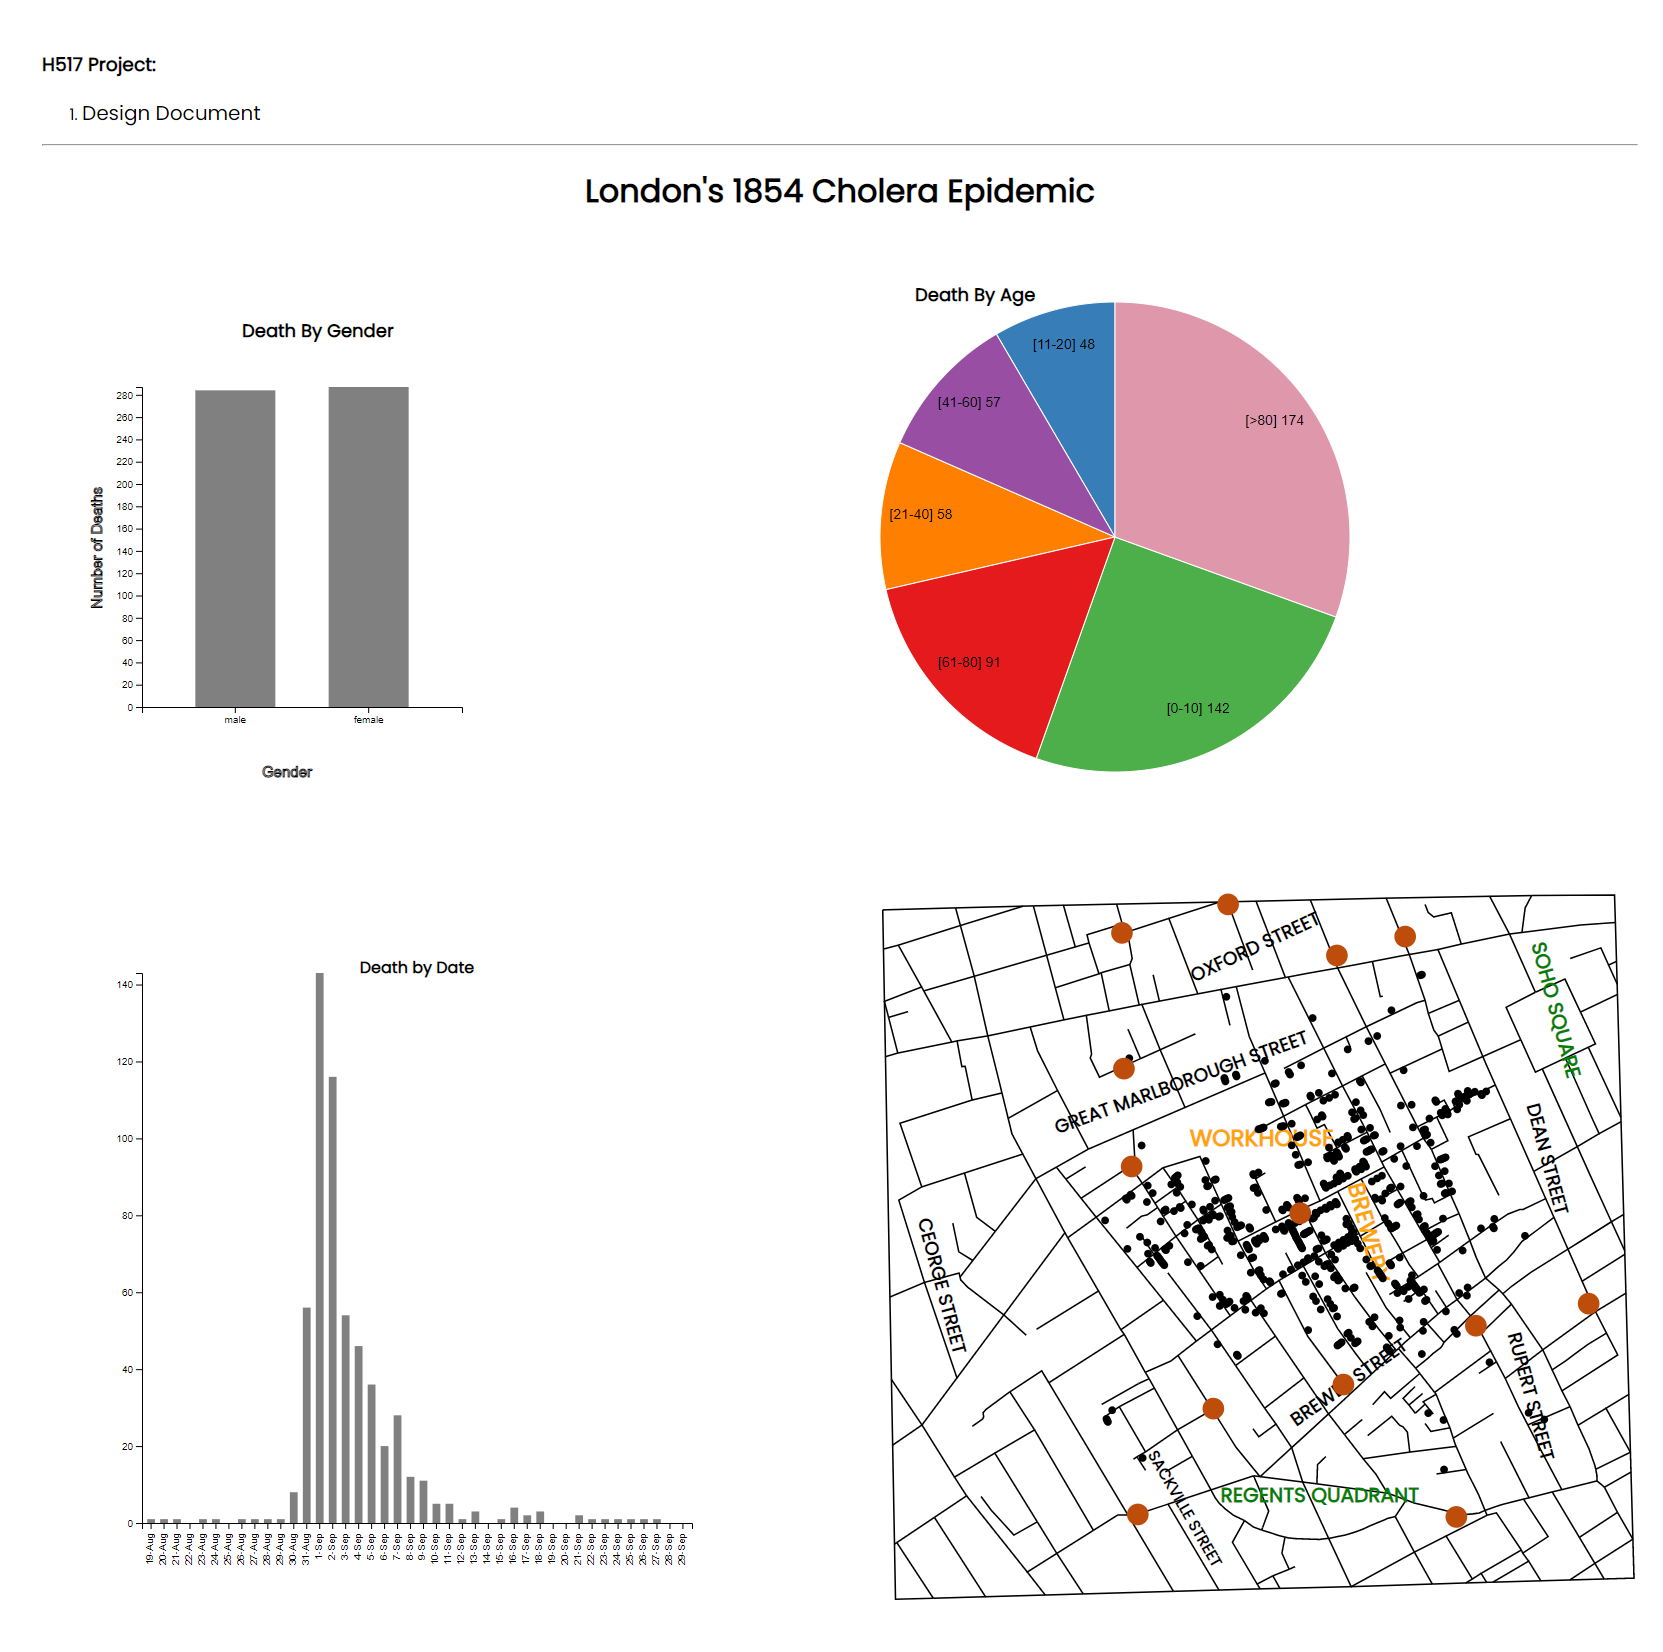 H517 Project:
1. Design Document
London's 1854 Cholera Epidemic
Death By Gender
280
260
240
220
200
180
160
140
120
100
80
60
40
20
0
Number of Deaths
male
female
Gender
Death By Age
[11-20] 48
[>80] 174
[41-60] 57
[21-40] 58
[61-80] 91
[0-10] 142
Death by Date
140
120
100
80
60
40
20
0
19-Aug
20-Aug
21-Aug
22-Aug
23-Aug
24-Aug
25-Aug
26-Aug
27-Aug
28-Aug
29-Aug
30-Aug
31-Aug
1-Sep
2-Sep
3-Sep
4-Sep
5-Sep
6-Sep
7-Sep
8-Sep
9-Sep
10-Sep
11-Sep
12-Sep
13-Sep
14-Sep
15-Sep
16-Sep
17-Sep
18-Sep
20-Sep
21-Sep
22-Sep
23-Sep
24-Sep
25-Sep
26-Sep
27-Sep
28-Sep
29-Sep
OXFORD STREET
SOHO SQUARE
GREAT MARLBOROUGH STREET
WORKHOUSE
DEAN STREET
BREWERY
CEORGE STREET
BREWER STREET
RUPERT STREET
SACKVILLE STREET
REGENTS QUADRANT